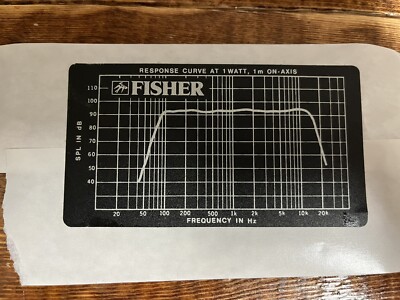 RESPONSE CURVE AT 1 WATT, 1m ON-AXIS
FISHER
SPL IN dB
110
100
90
80
70
60
50
40
20 50 100 200 500 1k 2k 5k 10k 20k
FREQUENCY IN Hz